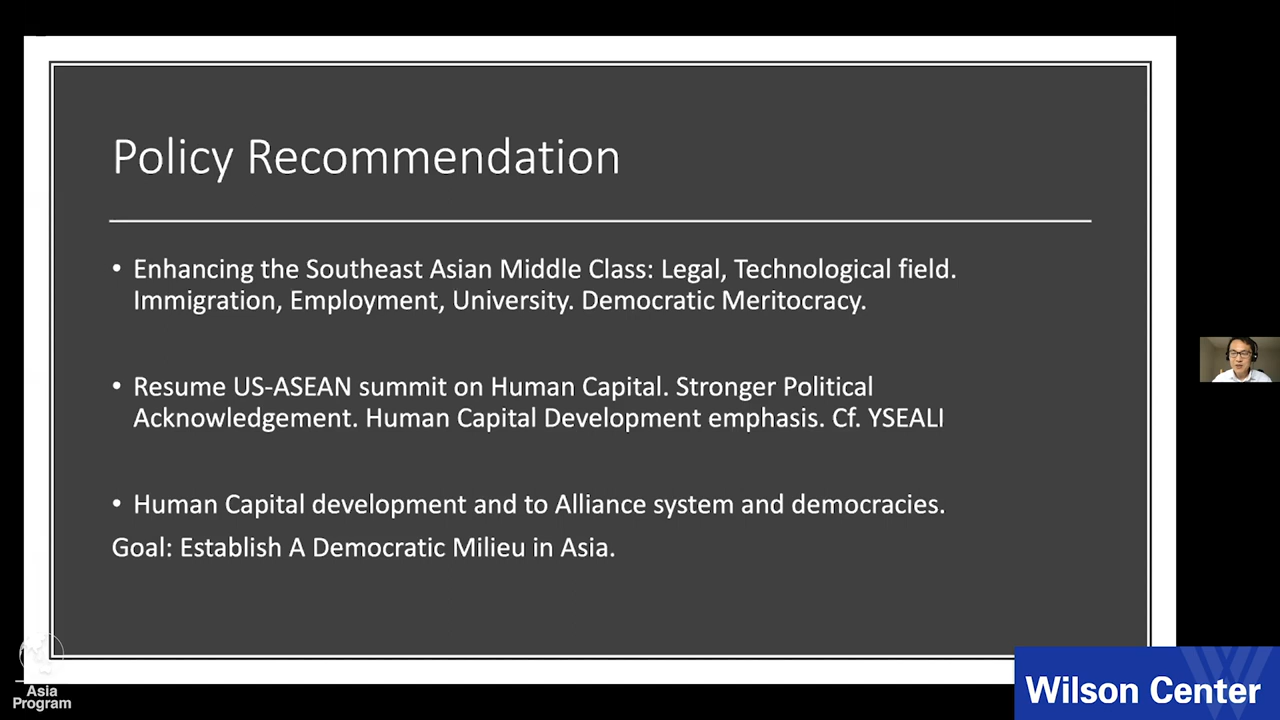 Policy Recommendation
• Enhancing the Southeast Asian Middle Class: Legal, Technological field.
Immigration, Employment, University. Democratic Meritocracy.
• Resume US-ASEAN summit on Human Capital. Stronger Political
Acknowledgement. Human Capital Development emphasis. Cf. YSEALI
• Human Capital development and to Alliance system and democracies.
Goal: Establish A Democratic Milieu in Asia.
Asia
Program
Wilson Center